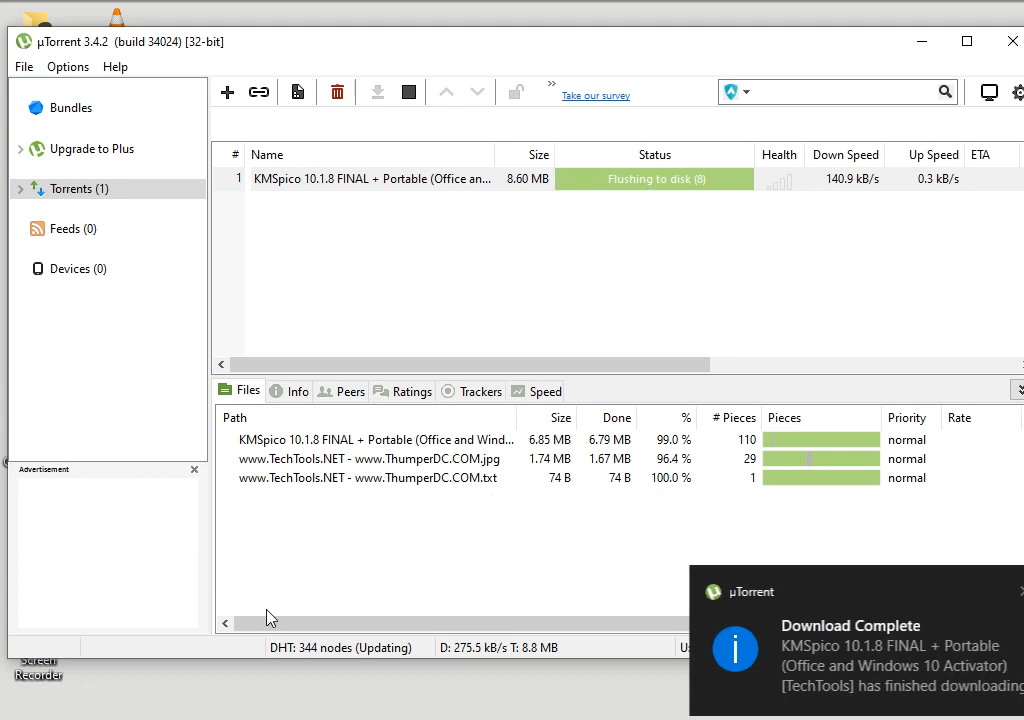 µTorrent 3.4.2 (build 34024) [32-bit]
File Options Help
Bundles
Upgrade to Plus
Torrents (1)
Feeds (0)
Devices (0)
Advertisement
Take our survey
# Name Size Status Health Down Speed Up Speed ETA
1 KMSpico 10.1.8 FINAL + Portable (Office an... 8.60 MB Flushing to disk (8) 140.9 kB/s 0.3 kB/s
Files Info Peers Ratings Trackers Speed
Path Size Done % # Pieces Pieces Priority Rate
KMSpico 10.1.8 FINAL + Portable (Office and Wind... 6.85 MB 6.79 MB 99.0 % 110 normal
www.TechTools.NET - www.ThumperDC.COM.jpg 1.74 MB 1.67 MB 96.4 % 29 normal
www.TechTools.NET - www.ThumperDC.COM.txt 74 B 74 B 100.0 % 1 normal
DHT: 344 nodes (Updating) D: 275.5 kB/s T: 8.8 MB
Screen
Recorder
µTorrent
Download Complete
KMSpico 10.1.8 FINAL + Portable
(Office and Windows 10 Activator)
[TechTools] has finished downloading